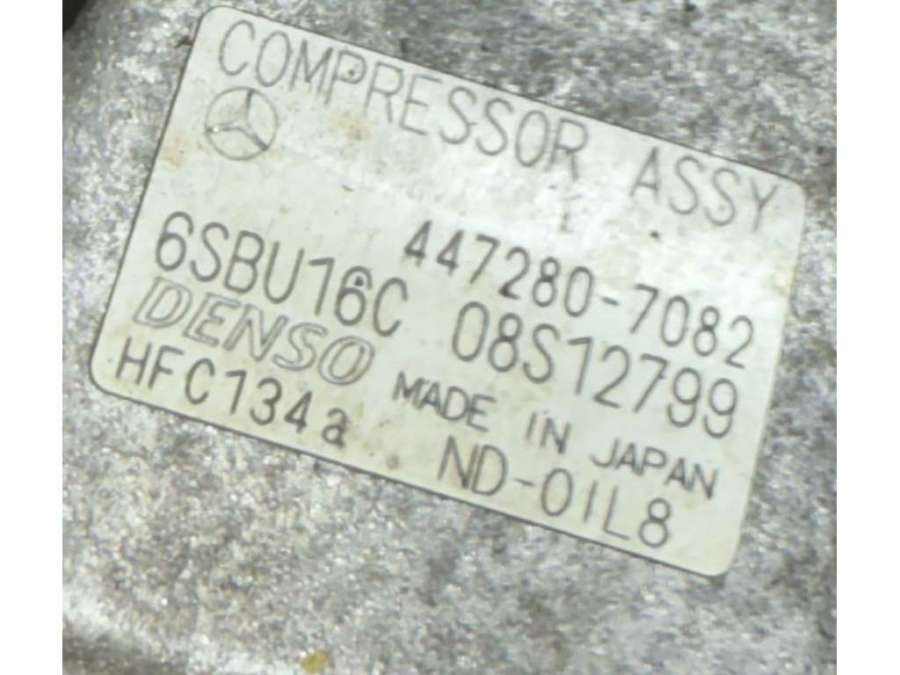 COMPRESSOR ASSY
447280-7082
6SBU16C 08S12799
DENSO MADE IN JAPAN
HFC134a ND-OIL8